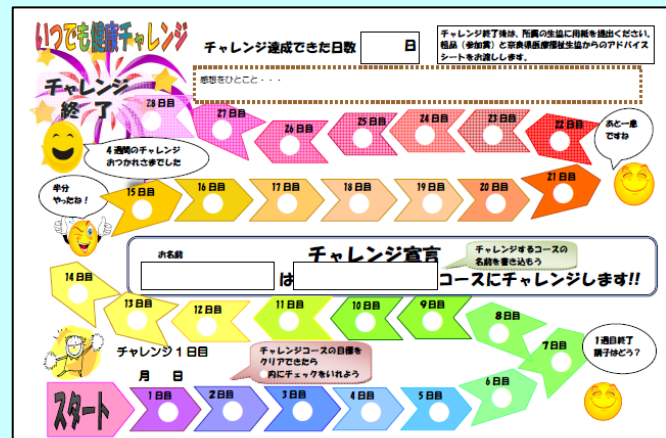 いつでも健康チャレンジ
チャレンジ達成できた日数
日
チャレンジ終了後は、所属の生協に用紙を提出ください。
粗品（参加賞）と奈良県医療福祉生協からのアドバイス
シートをお渡しします。
感想をひとこと・・・
チャレンジ
終了
28日目
27日目
26日目
25日目
24日目
23日目
22日目
あと一息
ですね
4週間のチャレンジ
おつかれさまでした
半分
やったね！
15日目
16日目
17日目
18日目
19日目
20日目
21日目
お名前
チャレンジ宣言
チャレンジするコースの
名前を書き込もう
は
コースにチャレンジします!!
14日目
13日目
12日目
11日目
10日目
9日目
8日目
7日目
1週目終了
調子はどう？
チャレンジ1日目
月 日
チャレンジコースの目標を
クリアできたら
○内にチェックをいれよう
スタート
1日目
2日目
3日目
4日目
5日目
6日目